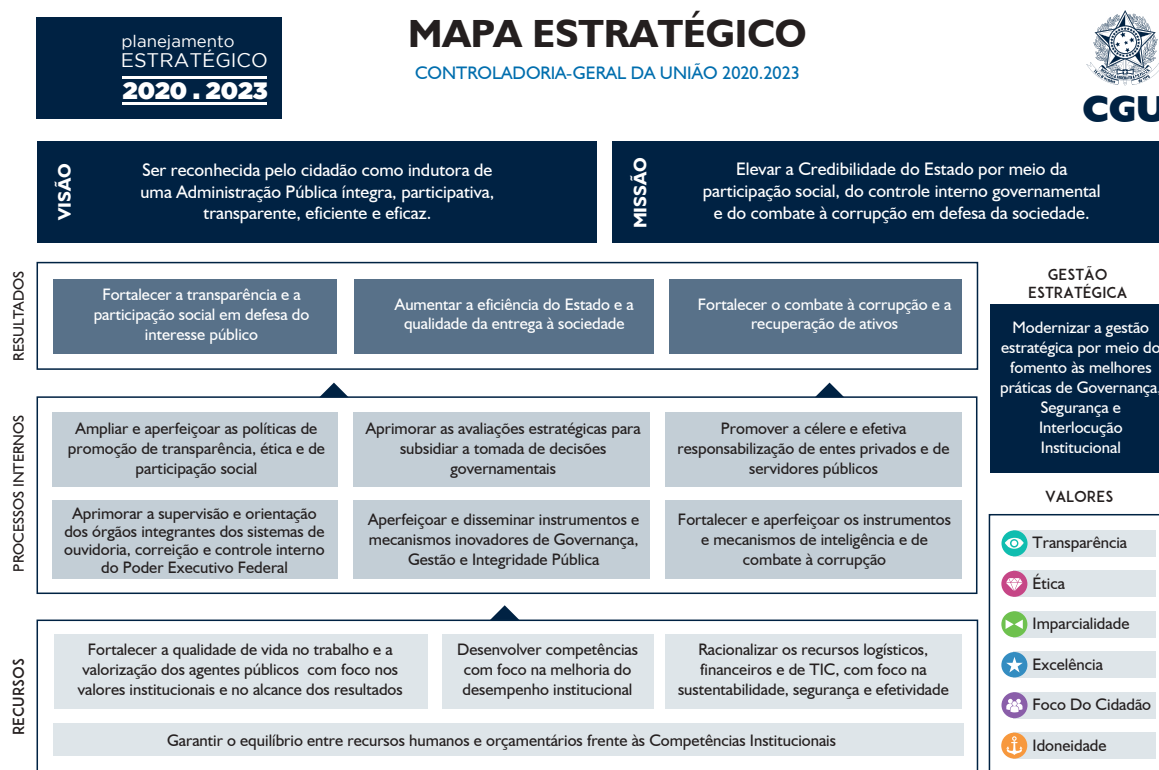 planejamento
ESTRATÉGICO
2020 . 2023
MAPA ESTRATÉGICO
CONTROLADORIA-GERAL DA UNIÃO 2020.2023
CGU
VISÃO
Ser reconhecida pelo cidadão como indutora de
uma Administração Pública íntegra, participativa,
transparente, eficiente e eficaz.
MISSÃO
Elevar a Credibilidade do Estado por meio da
participação social, do controle interno governamental
e do combate à corrupção em defesa da sociedade.
RESULTADOS
Fortalecer a transparência e a
participação social em defesa do
interesse público
Aumentar a eficiência do Estado e a
qualidade da entrega à sociedade
Fortalecer o combate à corrupção e a
recuperação de ativos
PROCESSOS INTERNOS
Ampliar e aperfeiçoar as políticas de
promoção de transparência, ética e de
participação social
Aprimorar as avaliações estratégicas para
subsidiar a tomada de decisões
governamentais
Promover a célere e efetiva
responsabilização de entes privados e de
servidores públicos
Aprimorar a supervisão e orientação
dos órgãos integrantes dos sistemas de
ouvidoria, correição e controle interno
do Poder Executivo Federal
Aperfeiçoar e disseminar instrumentos e
mecanismos inovadores de Governança,
Gestão e Integridade Pública
Fortalecer e aperfeiçoar os instrumentos
e mecanismos de inteligência e de
combate à corrupção
RECURSOS
Fortalecer a qualidade de vida no trabalho e a
valorização dos agentes públicos com foco nos
valores institucionais e no alcance dos resultados
Desenvolver competências
com foco na melhoria do
desempenho institucional
Racionalizar os recursos logísticos,
financeiros e de TIC, com foco na
sustentabilidade, segurança e efetividade
Garantir o equilíbrio entre recursos humanos e orçamentários frente às Competências Institucionais
GESTÃO
ESTRATÉGICA
Modernizar a gestão
estratégica por meio do
fomento às melhores
práticas de Governança,
Segurança e
Interlocução
Institucional
VALORES
Transparência
Ética
Imparcialidade
Excelência
Foco Do Cidadão
Idoneidade